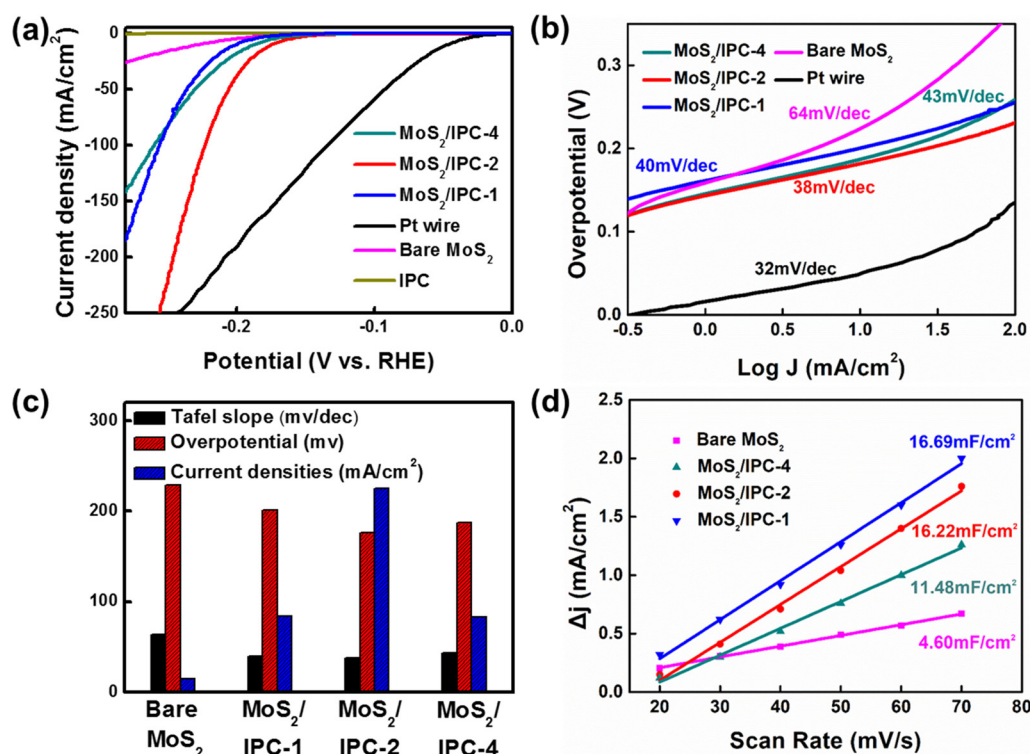 (a)
Current density (mA/cm²)
0
-50
-100
-150
-200
-250
-0.2
-0.1
0.0
Potential (V vs. RHE)
MoS₂/IPC-4
MoS₂/IPC-2
MoS₂/IPC-1
Pt wire
Bare MoS₂
IPC
(b)
Overpotential (V)
0.3
0.2
0.1
0.0
-0.5
0.0
0.5
1.0
1.5
2.0
Log J (mA/cm²)
MoS₂/IPC-4
MoS₂/IPC-2
MoS₂/IPC-1
Bare MoS₂
Pt wire
43mV/dec
64mV/dec
40mV/dec
38mV/dec
32mV/dec
(c)
300
200
100
0
Tafel slope (mv/dec)
Overpotential (mv)
Current densities (mA/cm²)
Bare
MoS₂
MoS₂/
IPC-1
MoS₂/
IPC-2
MoS₂/
IPC-4
(d)
Δj (mA/cm²)
2.5
2.0
1.5
1.0
0.5
0.0
20
30
40
50
60
70
80
Scan Rate (mV/s)
Bare MoS₂
MoS₂/IPC-4
MoS₂/IPC-2
MoS₂/IPC-1
16.69mF/cm²
16.22mF/cm²
11.48mF/cm²
4.60mF/cm²